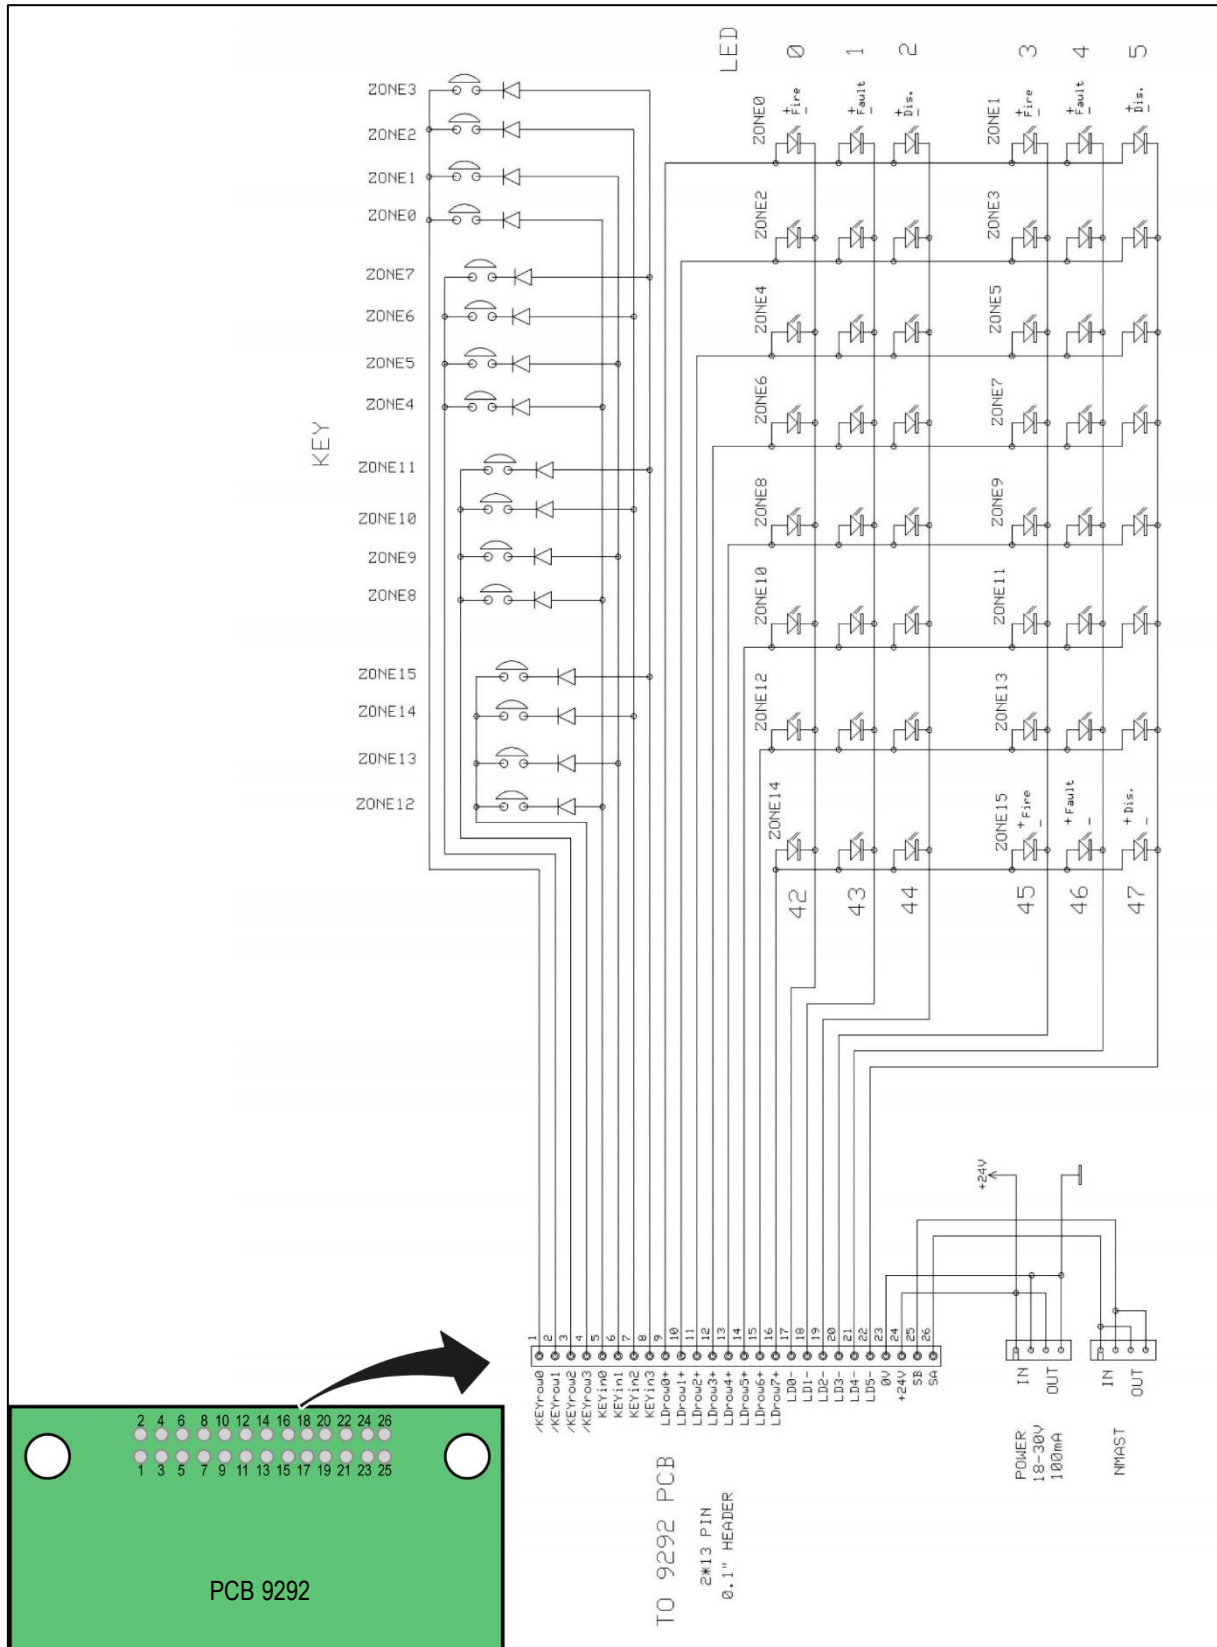 LED
0 1 2 3 4 5
+ Fire -
+ Fault -
+ Dis. -
+ Fire -
+ Fault -
+ Dis. -
ZONE0
ZONE1
ZONE2
ZONE3
ZONE4
ZONE5
ZONE6
ZONE7
ZONE8
ZONE9
ZONE10
ZONE11
ZONE12
ZONE13
ZONE14
ZONE15
+ Fire -
+ Fault -
+ Dis. -
42 43 44 45 46 47
KEY
ZONE3
ZONE2
ZONE1
ZONE0
ZONE7
ZONE6
ZONE5
ZONE4
ZONE11
ZONE10
ZONE9
ZONE8
ZONE15
ZONE14
ZONE13
ZONE12
+24V
1 2 3 4 5 6 7 8 9 10 11 12 13 14 15 16 17 18 19 20 21 22 23 24 25 26
/KEYrow0
/KEYrow1
/KEYrow2
/KEYrow3
KEYin0
KEYin1
KEYin2
KEYin3
LDrow0+
LDrow1+
LDrow2+
LDrow3+
LDrow4+
LDrow5+
LDrow6+
LDrow7+
LD0-
LD1-
LD2-
LD3-
LD4-
LD5-
0V
+24V
SB
SA
IN
OUT
POWER
18-30V
100mA
IN
OUT
NMAST
TO 9292 PCB
2*13 PIN
0.1" HEADER
2 4 6 8 10 12 14 16 18 20 22 24 26
1 3 5 7 9 11 13 15 17 19 21 23 25
PCB 9292